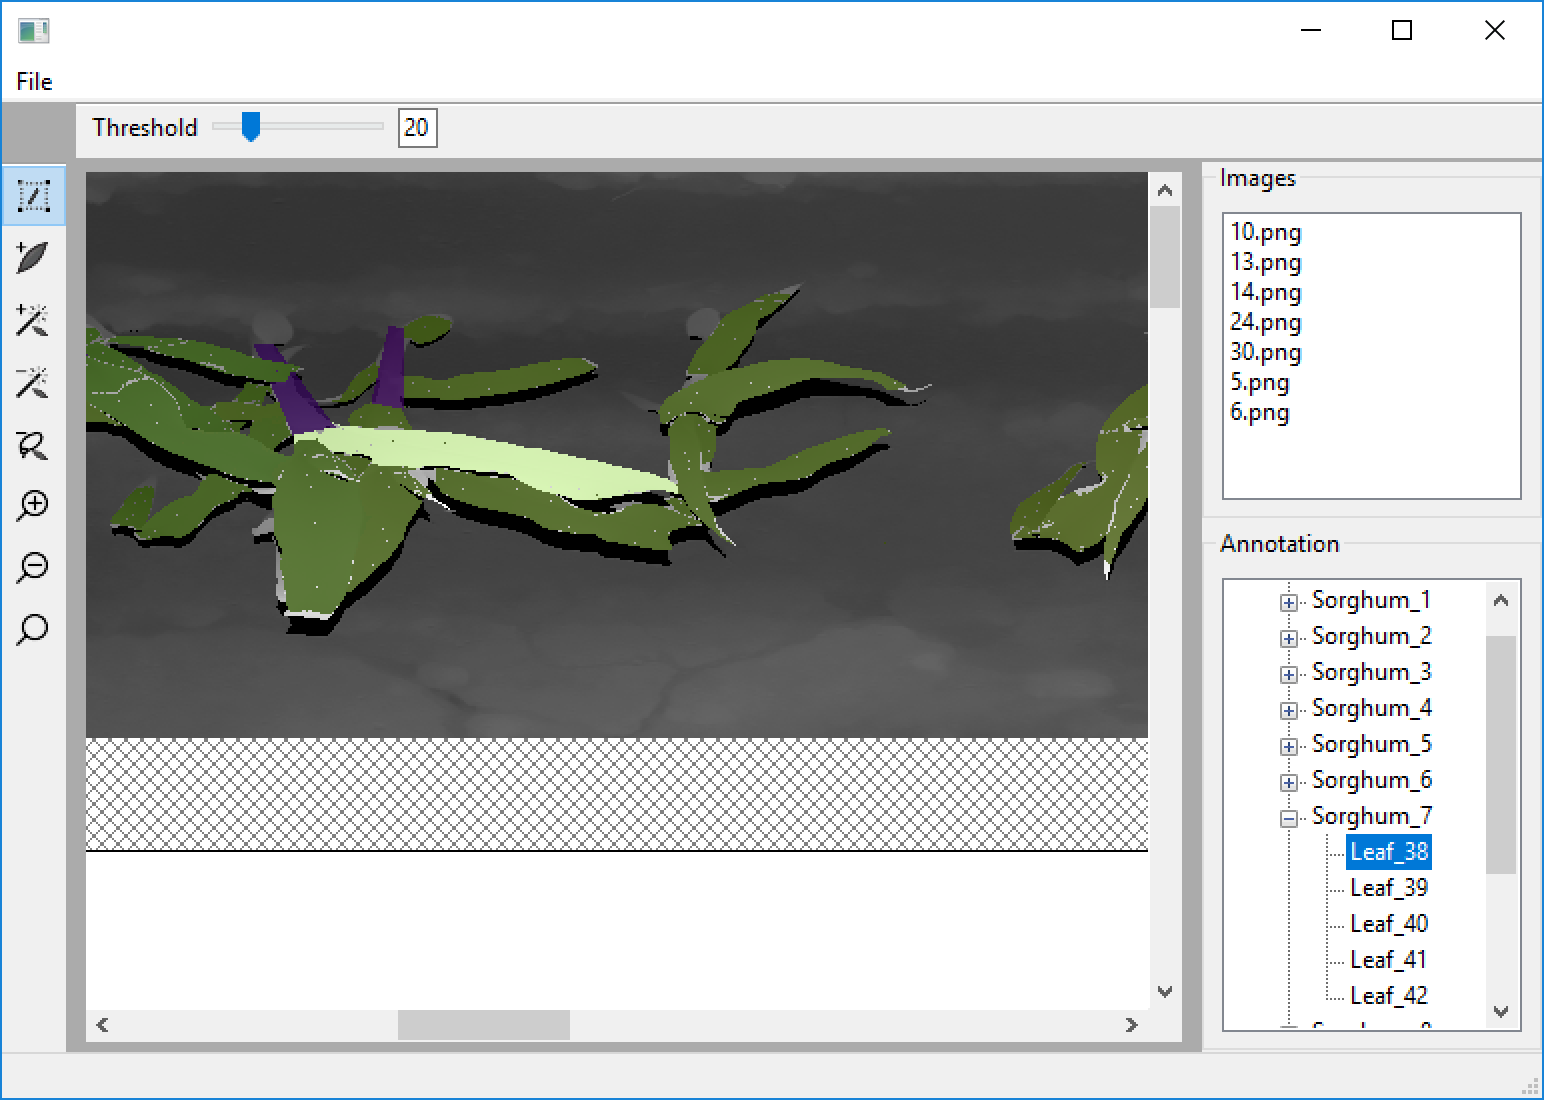 File
Threshold 20
Images
10.png
13.png
14.png
24.png
30.png
5.png
6.png
Annotation
Sorghum_1
Sorghum_2
Sorghum_3
Sorghum_4
Sorghum_5
Sorghum_6
Sorghum_7
Leaf_38
Leaf_39
Leaf_40
Leaf_41
Leaf_42